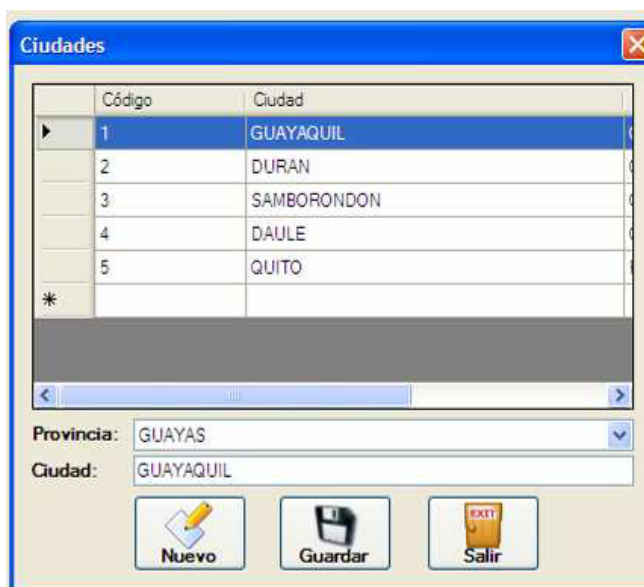 Ciudades
Código Ciudad
1 GUAYAQUIL
2 DURAN
3 SAMBORONDON
4 DAULE
5 QUITO
Provincia: GUAYAS
Ciudad: GUAYAQUIL
EXIT
Nuevo Guardar Salir